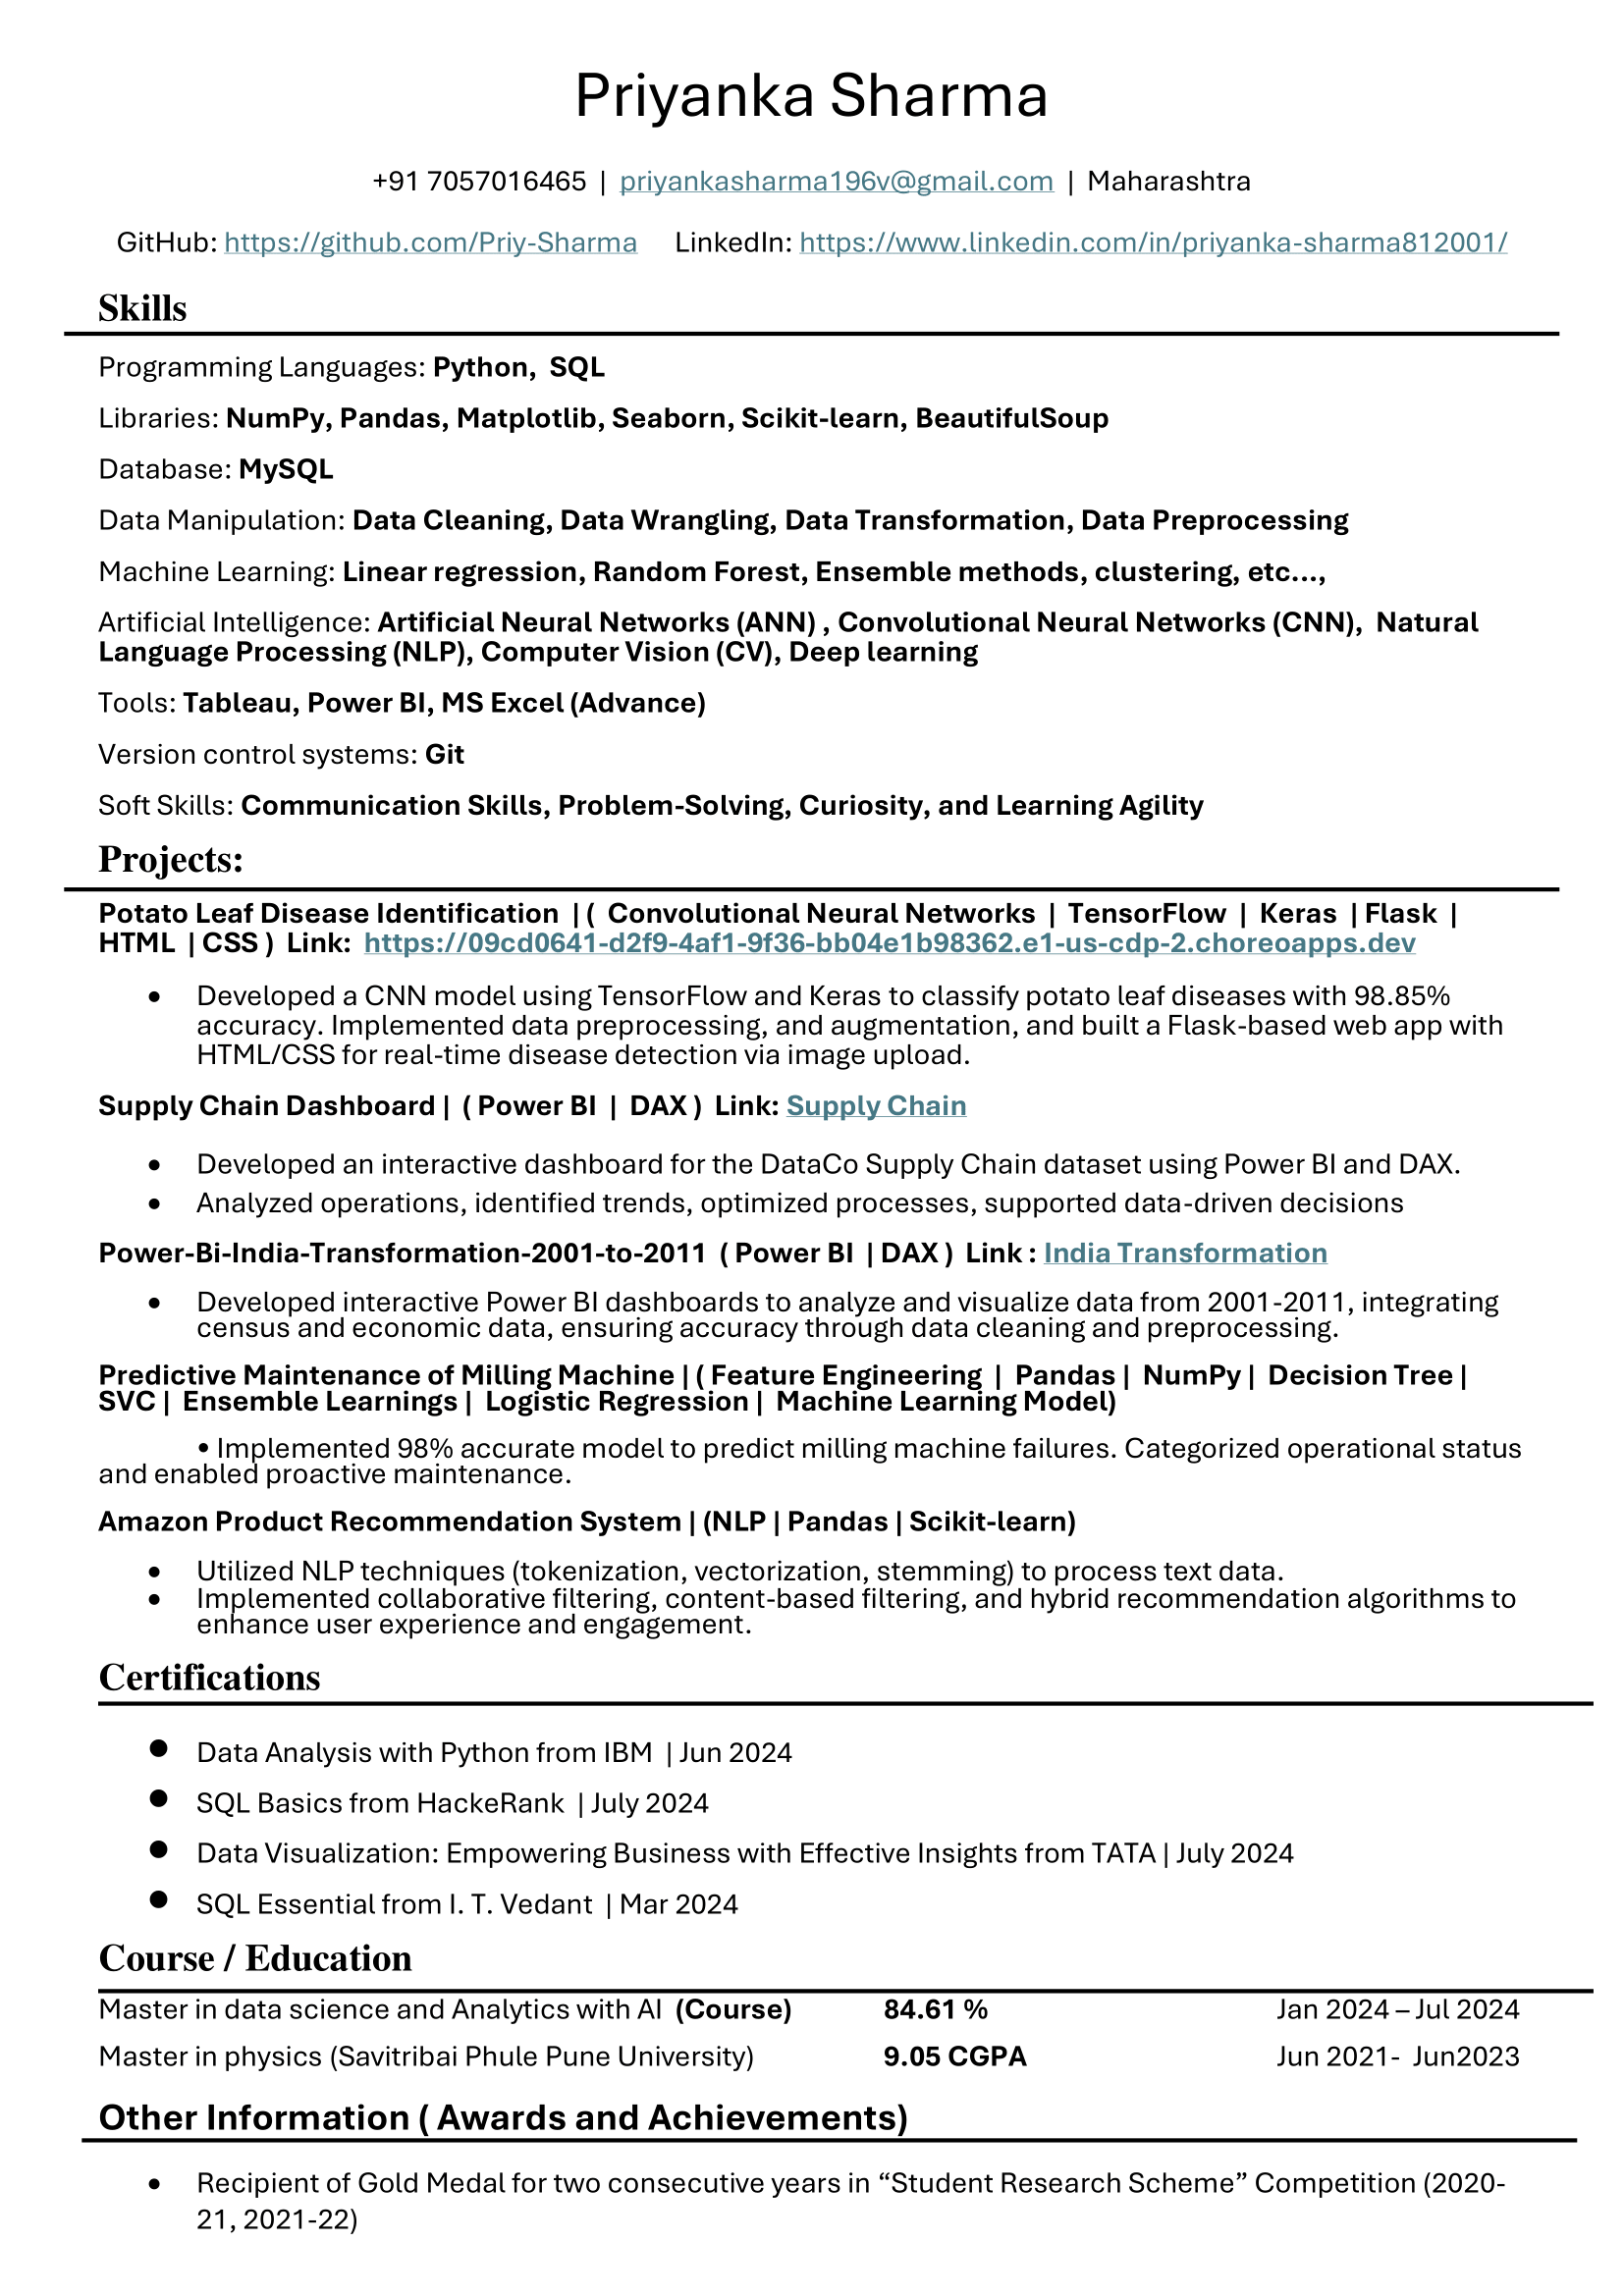 Priyanka Sharma
+91 7057016465 | priyankasharma196v@gmail.com | Maharashtra
GitHub: https://github.com/Priy-Sharma LinkedIn: https://www.linkedin.com/in/priyanka-sharma812001/
Skills
Programming Languages: Python, SQL
Libraries: NumPy, Pandas, Matplotlib, Seaborn, Scikit-learn, BeautifulSoup
Database: MySQL
Data Manipulation: Data Cleaning, Data Wrangling, Data Transformation, Data Preprocessing
Machine Learning: Linear regression, Random Forest, Ensemble methods, clustering, etc...,
Artificial Intelligence: Artificial Neural Networks (ANN) , Convolutional Neural Networks (CNN), Natural
Language Processing (NLP), Computer Vision (CV), Deep learning
Tools: Tableau, Power BI, MS Excel (Advance)
Version control systems: Git
Soft Skills: Communication Skills, Problem-Solving, Curiosity, and Learning Agility
Projects:
Potato Leaf Disease Identification | ( Convolutional Neural Networks | TensorFlow | Keras | Flask |
HTML | CSS ) Link: https://09cd0641-d2f9-4af1-9f36-bb04e1b98362.e1-us-cdp-2.choreoapps.dev
• Developed a CNN model using TensorFlow and Keras to classify potato leaf diseases with 98.85%
accuracy. Implemented data preprocessing, and augmentation, and built a Flask-based web app with
HTML/CSS for real-time disease detection via image upload.
Supply Chain Dashboard | ( Power BI | DAX ) Link: Supply Chain
• Developed an interactive dashboard for the DataCo Supply Chain dataset using Power BI and DAX.
• Analyzed operations, identified trends, optimized processes, supported data-driven decisions
Power-Bi-India-Transformation-2001-to-2011 ( Power BI | DAX ) Link : India Transformation
• Developed interactive Power BI dashboards to analyze and visualize data from 2001-2011, integrating
census and economic data, ensuring accuracy through data cleaning and preprocessing.
Predictive Maintenance of Milling Machine | ( Feature Engineering | Pandas | NumPy | Decision Tree |
SVC | Ensemble Learnings | Logistic Regression | Machine Learning Model)
• Implemented 98% accurate model to predict milling machine failures. Categorized operational status
and enabled proactive maintenance.
Amazon Product Recommendation System | (NLP | Pandas | Scikit-learn)
• Utilized NLP techniques (tokenization, vectorization, stemming) to process text data.
• Implemented collaborative filtering, content-based filtering, and hybrid recommendation algorithms to
enhance user experience and engagement.
Certifications
• Data Analysis with Python from IBM | Jun 2024
• SQL Basics from HackeRank | July 2024
• Data Visualization: Empowering Business with Effective Insights from TATA | July 2024
• SQL Essential from I. T. Vedant | Mar 2024
Course / Education
Master in data science and Analytics with AI (Course) 84.61 % Jan 2024 – Jul 2024
Master in physics (Savitribai Phule Pune University) 9.05 CGPA Jun 2021- Jun2023
Other Information ( Awards and Achievements)
• Recipient of Gold Medal for two consecutive years in “Student Research Scheme” Competition (2020-
21, 2021-22)